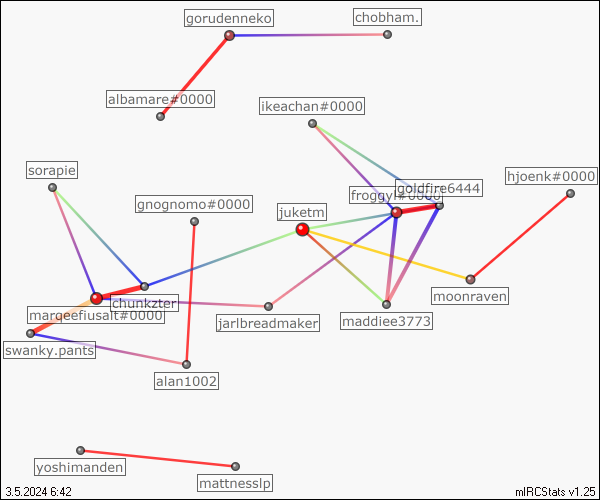 gorudenneko
chobham.
albamare#0000
ikeachan#0000
sorapie
hjoenk#0000
goldfire6444
froggyl#0000
gnognomo#0000
juketm
moonraven
chunkzter
marqeefiusalt#0000
jarlbreadmaker
maddiee3773
swanky.pants
alan1002
yoshimanden
mattnesslp
3.5.2024 6:42
mIRCStats v1.25